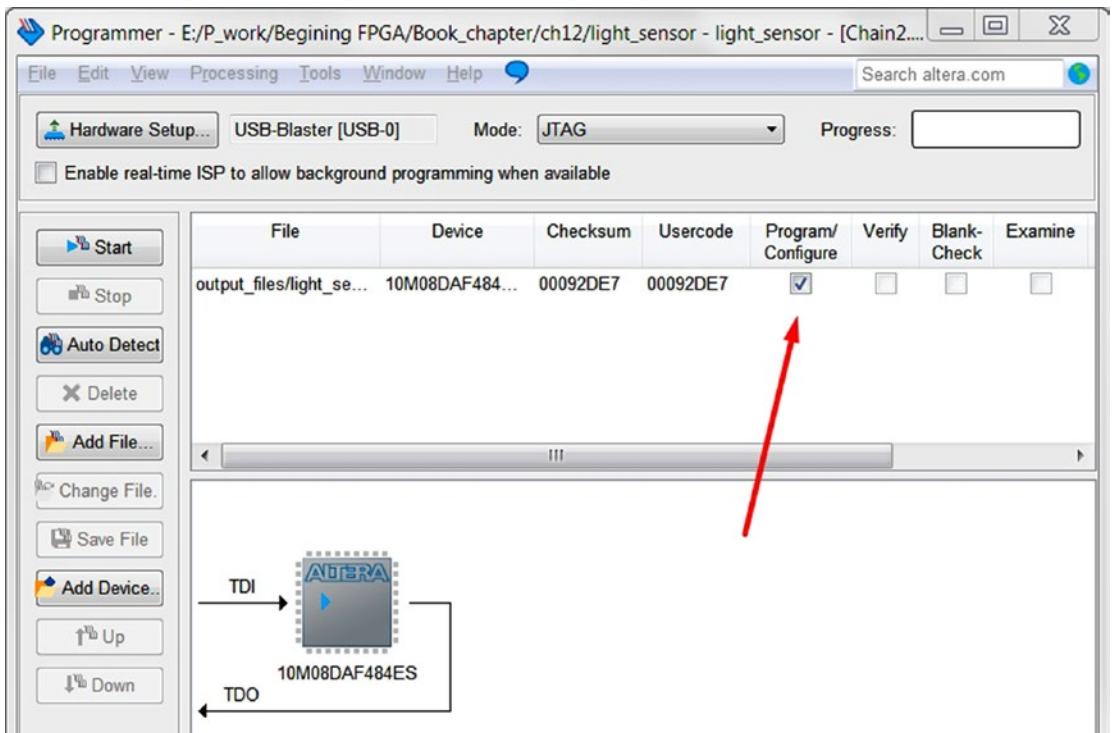 Programmer - E:/P_work/Begining FPGA/Book_chapter/ch12/light_sensor - light_sensor - [Chain2....
File Edit View Processing Tools Window Help
Search altera.com
Hardware Setup... USB-Blaster [USB-0] Mode: JTAG Progress:
Enable real-time ISP to allow background programming when available
Start
Stop
Auto Detect
Delete
Add File...
Change File.
Save File
Add Device..
Up
Down
File Device Checksum Usercode Program/ Verify Blank- Examine
Configure Check
output_files/light_se... 10M08DAF484... 00092DE7 00092DE7
TDI
ALTERA
10M08DAF484ES
TDO